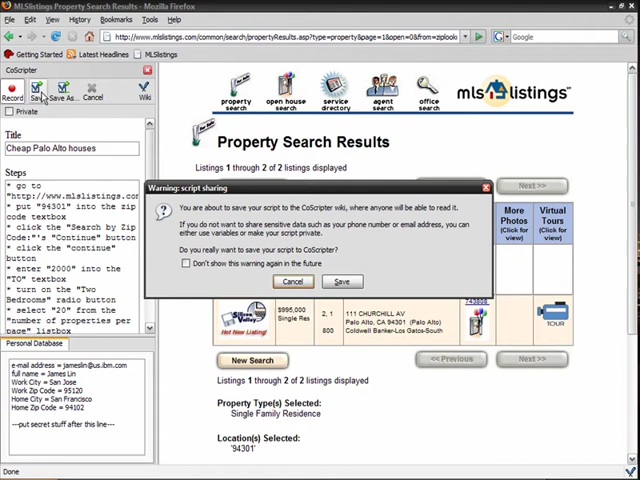 MLSlistings Property Search Results - Mozilla Firefox
File Edit View History Bookmarks Tools Help
http://www.mlslistings.com/common/search/propertyResults.asp?type=property&page=1&open=0&from=ziplook
Google
Getting Started Latest Headlines MLSlistings
CoScripter
Record Save Save As... Cancel Wiki
Private
Title
Cheap Palo Alto houses
Steps
* go to
"http://www.mlslistings.com
* put "94301" into the zip
code textbox
* click the "Search by Zip
Code:"'s "Continue" button
* click the "continue"
button
* enter "2000" into the
"TO" textbox
* turn on the "Two
Bedrooms" radio button
* select "20" from the
"number of properties per
page" listbox
Personal Database
e-mail address = jameslin@us.ibm.com
full name = James Lin
Work City = San Jose
Work Zip Code = 95120
Home City = San Francisco
Home Zip Code = 94102
---put secret stuff after this line---
property
search
open house
search
service
directory
agent
search
office
search
mls listings
For Sale
Property Search Results
Listings 1 through 2 of 2 listings displayed
Next >>
More
Photos
(Click for
view)
Virtual
Tours
(Click for
view)
Warning: script sharing
You are about to save your script to the CoScripter wiki, where anyone will be able to read it.
If you do not want to share sensitive data such as your phone number or email address, you can
either use variables or make your script private.
Do you really want to save your script to CoScripter?
Don't show this warning again in the future
Cancel Save
Silicon
Valley
Hot New Listing!
$995,000
Single Res
2, 1
800
111 CHURCHILL AV
Palo Alto, CA 94301 (Palo Alto)
Coldwell Banker-Los Gatos-South
TOUR
New Search
<< Previous
Next >>
Listings 1 through 2 of 2 listings displayed
Property Type(s) Selected:
Single Family Residence
Location(s) Selected:
'94301'
Done